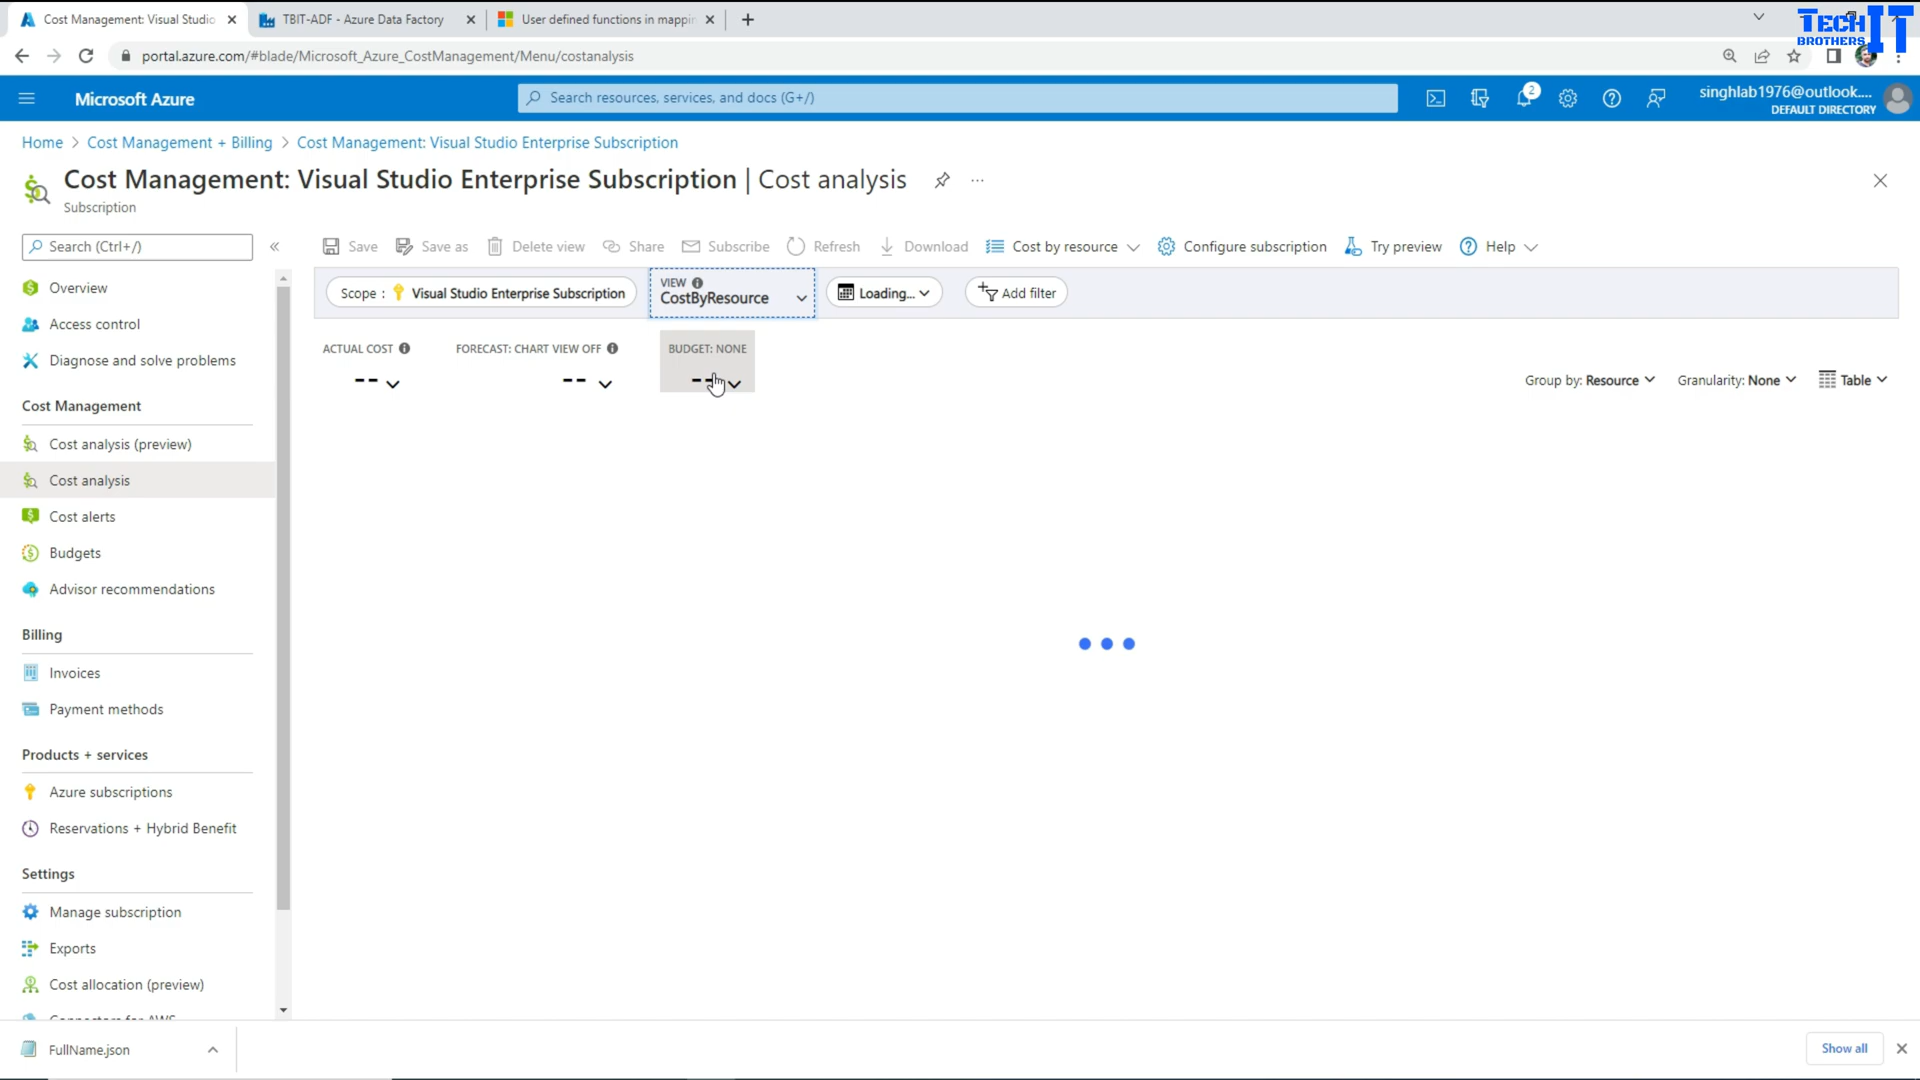 Cost Management: Visual Studio
TBIT-ADF - Azure Data Factory
User defined functions in mappin
TECH IT
BROTHERS
portal.azure.com/#blade/Microsoft_Azure_CostManagement/Menu/costanalysis
Microsoft Azure
Search resources, services, and docs (G+/)
2
singhlab1976@outlook....
DEFAULT DIRECTORY
Home > Cost Management + Billing > Cost Management: Visual Studio Enterprise Subscription
Cost Management: Visual Studio Enterprise Subscription | Cost analysis ...
Subscription
Search (Ctrl+/)
«
Save
Save as
Delete view
Share
Subscribe
Refresh
Download
Cost by resource
Configure subscription
Try preview
Help
Scope : Visual Studio Enterprise Subscription
VIEW
CostByResource
Loading...
Add filter
ACTUAL COST
--
FORECAST: CHART VIEW OFF
--
BUDGET: NONE
--
Group by: Resource
Granularity: None
Table
Overview
Access control
Diagnose and solve problems
Cost Management
Cost analysis (preview)
Cost analysis
Cost alerts
Budgets
Advisor recommendations
Billing
Invoices
Payment methods
Products + services
Azure subscriptions
Reservations + Hybrid Benefit
Settings
Manage subscription
Exports
Cost allocation (preview)
Connectors for AWS
FullName.json
Show all